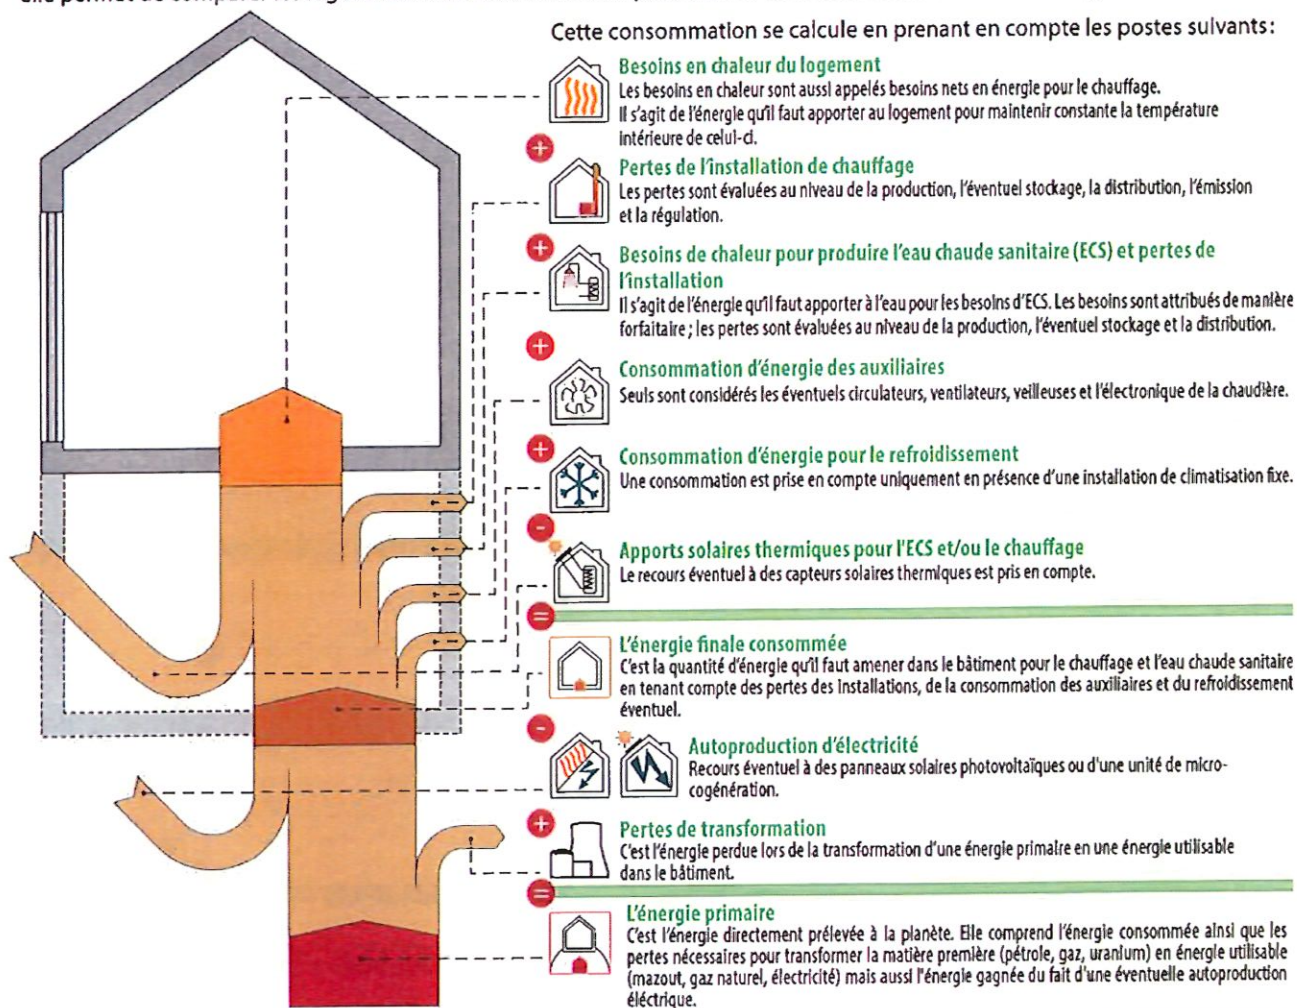 Cette consommation se calcule en prenant en compte les postes suivants:
Besoins en chaleur du logement
Les besoins en chaleur sont aussi appelés besoins nets en énergie pour le chauffage.
Il s'agit de l'énergie qu'il faut apporter au logement pour maintenir constante la température
intérieure de celui-ci.
+
Pertes de l'installation de chauffage
Les pertes sont évaluées au niveau de la production, l'éventuel stockage, la distribution, l'émission
et la régulation.
+
Besoins de chaleur pour produire l'eau chaude sanitaire (ECS) et pertes de
l'installation
Il s'agit de l'énergie qu'il faut apporter à l'eau pour les besoins d'ECS. Les besoins sont attribués de manière
forfaitaire ; les pertes sont évaluées au niveau de la production, l'éventuel stockage et la distribution.
+
Consommation d'énergie des auxiliaires
Seuls sont considérés les éventuels circulateurs, ventilateurs, veilleuses et l'électronique de la chaudière.
+
Consommation d'énergie pour le refroidissement
Une consommation est prise en compte uniquement en présence d'une installation de climatisation fixe.
-
Apports solaires thermiques pour l'ECS et/ou le chauffage
Le recours éventuel à des capteurs solaires thermiques est pris en compte.
=
L'énergie finale consommée
C'est la quantité d'énergie qu'il faut amener dans le bâtiment pour le chauffage et l'eau chaude sanitaire
en tenant compte des pertes des installations, de la consommation des auxiliaires et du refroidissement
éventuel.
-
Autoproduction d'électricité
Recours éventuel à des panneaux solaires photovoltaïques ou d'une unité de micro-
cogénération.
+
Pertes de transformation
C'est l'énergie perdue lors de la transformation d'une énergie primaire en une énergie utilisable
dans le bâtiment.
=
L'énergie primaire
C'est l'énergie directement prélevée à la planète. Elle comprend l'énergie consommée ainsi que les
pertes nécessaires pour transformer la matière première (pétrole, gaz, uranium) en énergie utilisable
(mazout, gaz naturel, électricité) mais aussi l'énergie gagnée du fait d'une éventuelle autoproduction
éléctrique.